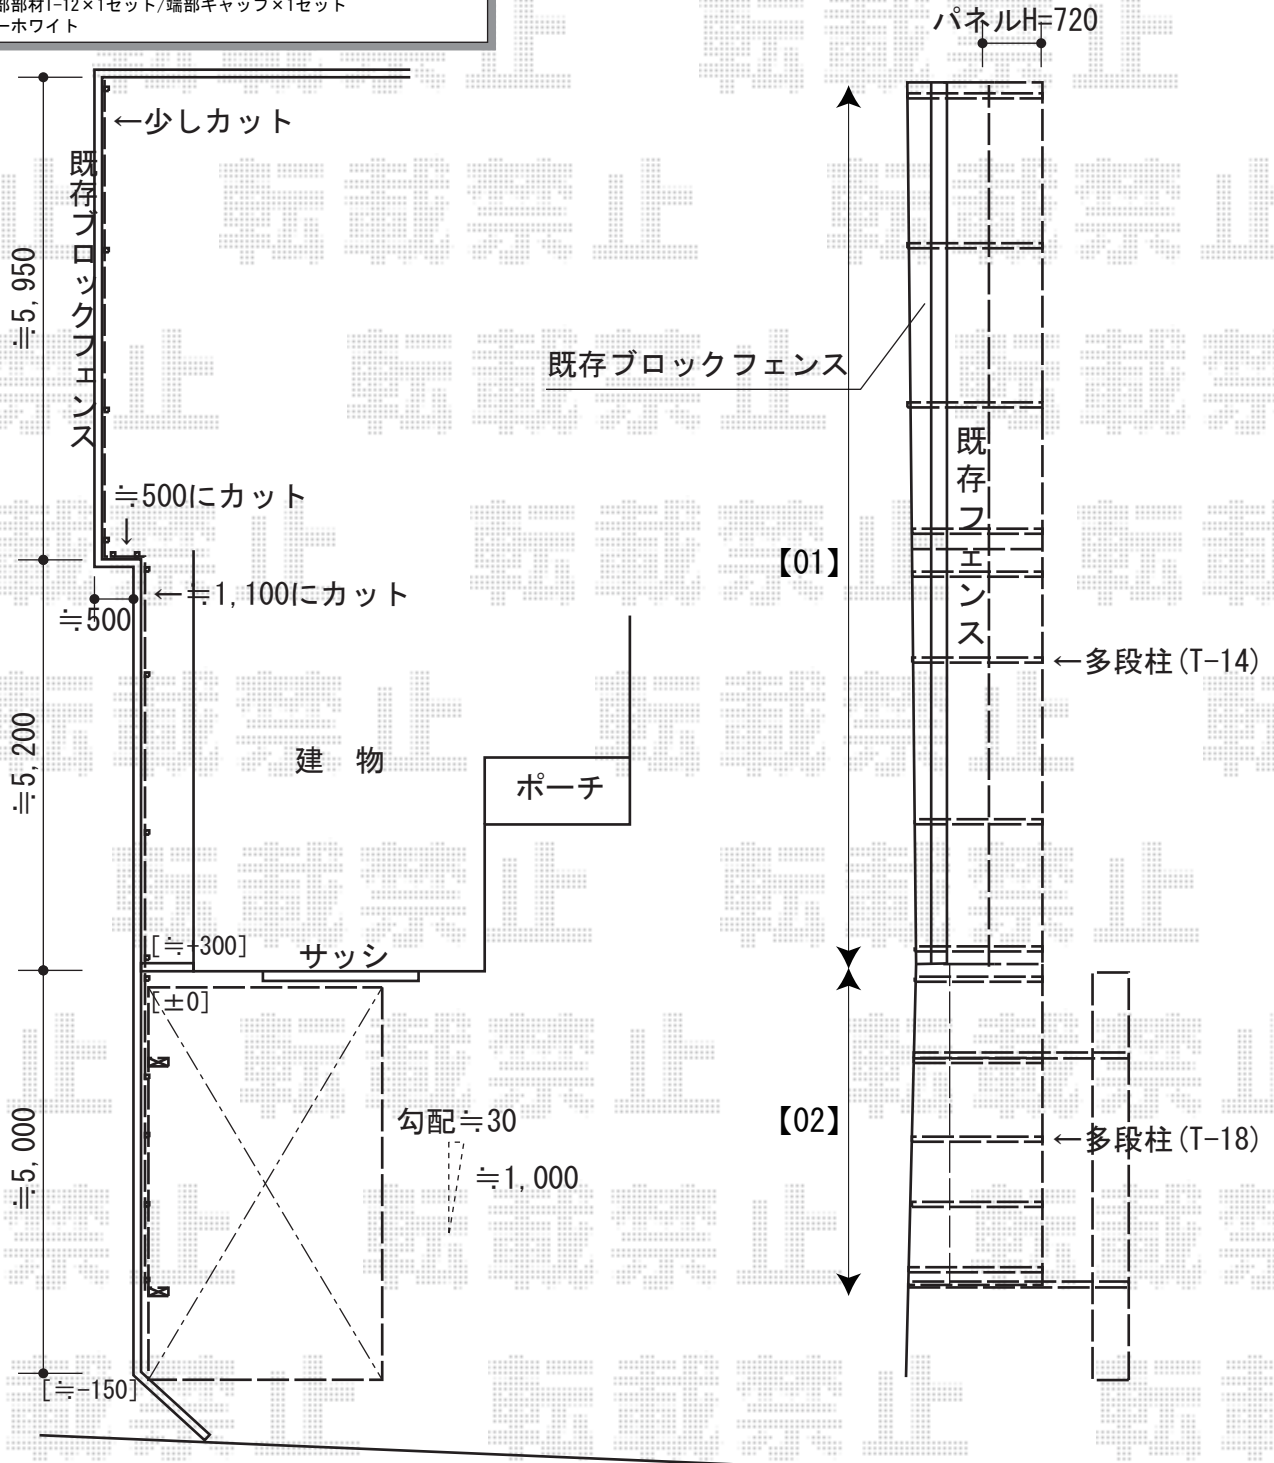 部部材T-12×1セット/端部キャップ×1セット
ーホワイト
パネルH=720
←少しカット
既存ブロックフェンス
≒5,950
既存ブロックフェンス
既存フェンス
≒500にカット
↓
【01】
←≒1,100にカット
≒500
←多段柱(T-14)
≒5,200
建 物
ポーチ
[≒-300]
サッシ
[±0]
≒5,000
勾配≒30
≒1,000
【02】
←多段柱(T-18)
[≒-150]
転載禁止